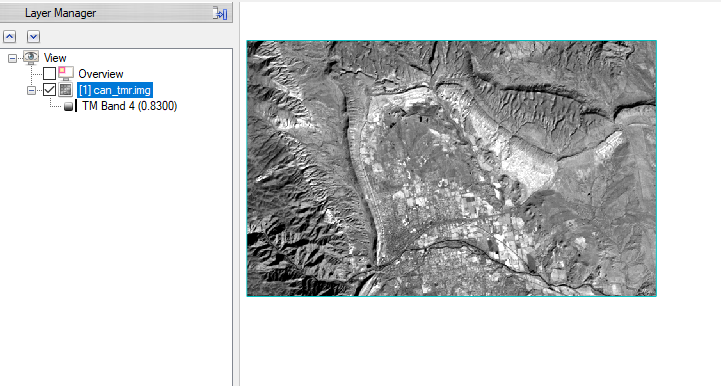 Layer Manager
View
Overview
[1] can_tmr.img
TM Band 4 (0.8300)